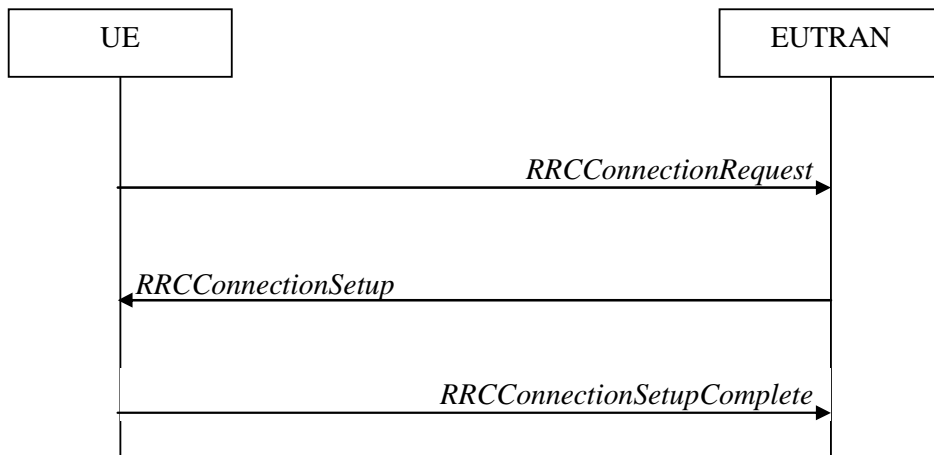 UE
EUTRAN
RRCConnectionRequest
RRCConnectionSetup
RRCConnectionSetupComplete